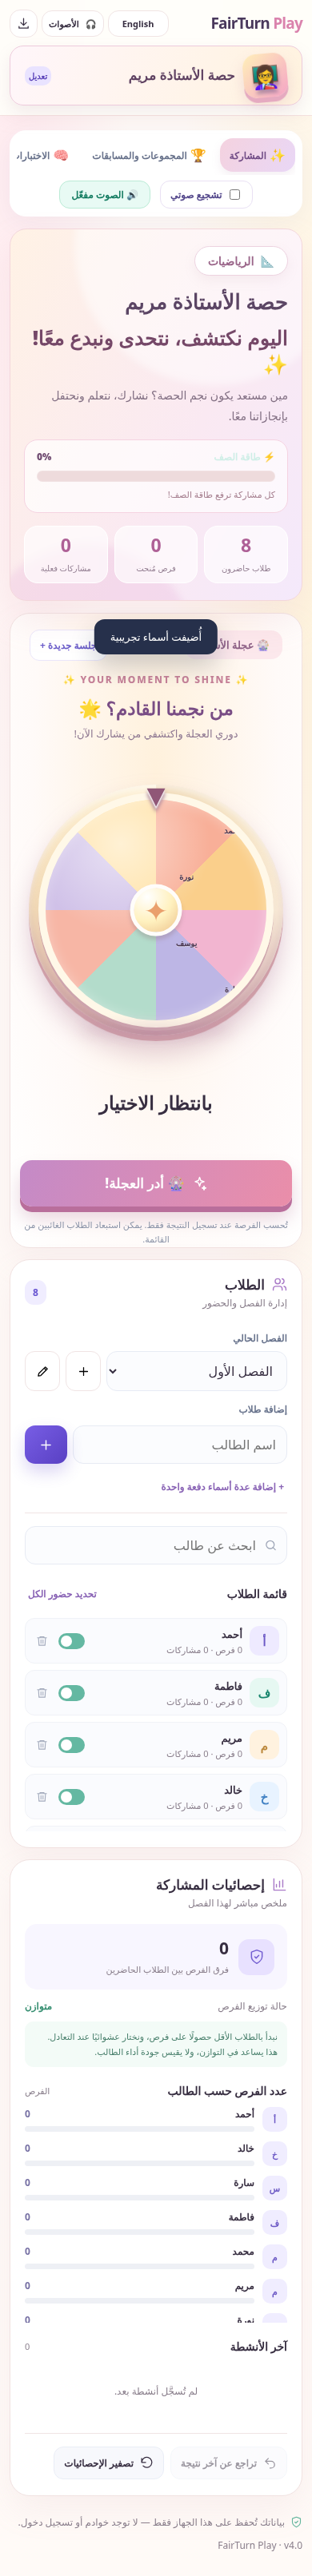 FairTurn Play
English
🎧 الأصوات
حصة الأستاذة مريم
تعديل
✨ المشاركة
🏆 المجموعات والمسابقات
🧠 الاختبارات
تشجيع صوتي
🔊 الصوت مفعّل
📐 الرياضيات
حصة الأستاذة مريم
اليوم نكتشف، نتحدى ونبدع معًا!
✨
مين مستعد يكون نجم الحصة؟ نشارك، نتعلم ونحتفل
بإنجازاتنا معًا.
⚡ طاقة الصف
0%
كل مشاركة ترفع طاقة الصف!
8
طلاب حاضرون
0
فرص مُنحت
0
مشاركات فعلية
🎡 عجلة
جلسة جديدة +
أُضيفت أسماء تجريبية
✨ YOUR MOMENT TO SHINE ✨
من نجمنا القادم؟ 🌟
دوري العجلة واكتشفي من يشارك الآن!
نورة
يوسف
بانتظار الاختيار
🎡 أدر العجلة!
تُحسب الفرصة عند تسجيل النتيجة فقط. يمكن استبعاد الطلاب الغائبين من
القائمة.
الطلاب
8
إدارة الفصل والحضور
الفصل الحالي
الفصل الأول
+
إضافة طلاب
اسم الطالب
+
+ إضافة عدة أسماء دفعة واحدة
ابحث عن طالب
قائمة الطلاب
تحديد حضور الكل
أ
أحمد
0 فرص · 0 مشاركات
ف
فاطمة
0 فرص · 0 مشاركات
م
مريم
0 فرص · 0 مشاركات
خ
خالد
0 فرص · 0 مشاركات
إحصائيات المشاركة
ملخص مباشر لهذا الفصل
0
فرق الفرص بين الطلاب الحاضرين
حالة توزيع الفرص
متوازن
نبدأ بالطلاب الأقل حصولًا على فرص، ونختار عشوائيًا عند التعادل.
هذا يساعد في التوازن، ولا يقيس جودة أداء الطالب.
عدد الفرص حسب الطالب
الفرص
أ
أحمد
0
خ
خالد
0
س
سارة
0
ف
فاطمة
0
م
محمد
0
م
مريم
0
نورة
0
آخر الأنشطة
0
لم تُسجَّل أنشطة بعد.
تراجع عن آخر نتيجة
تصفير الإحصائيات
بياناتك تُحفظ على هذا الجهاز فقط — لا توجد خوادم أو تسجيل دخول.
FairTurn Play · v4.0